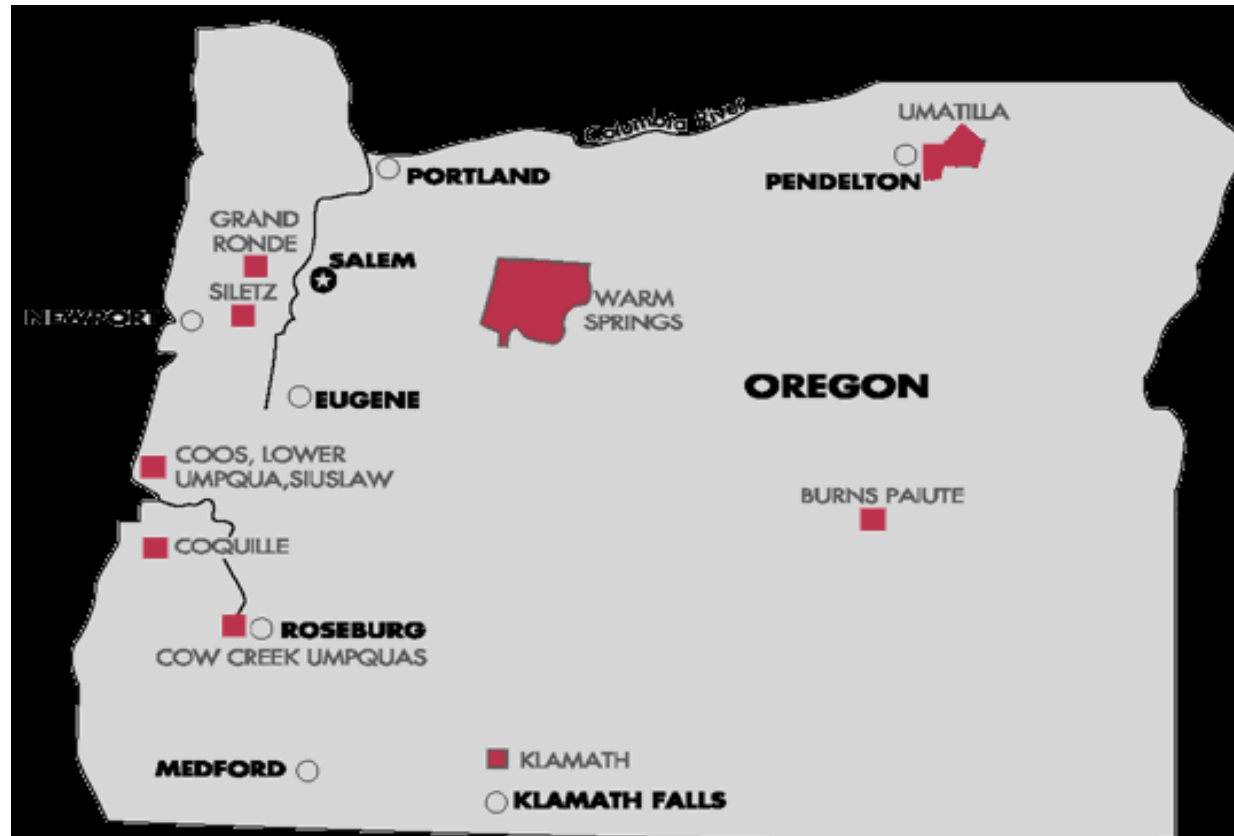 Columbia River
UMATILLA
PORTLAND
PENDELTON
GRAND
RONDE
SALEM
SILETZ
WARM
SPRINGS
NEWPORT
OREGON
EUGENE
COOS, LOWER
UMPQUA,SIUSLAW
BURNS PAIUTE
COQUILLE
ROSEBURG
COW CREEK UMPQUAS
KLAMATH
MEDFORD
KLAMATH FALLS